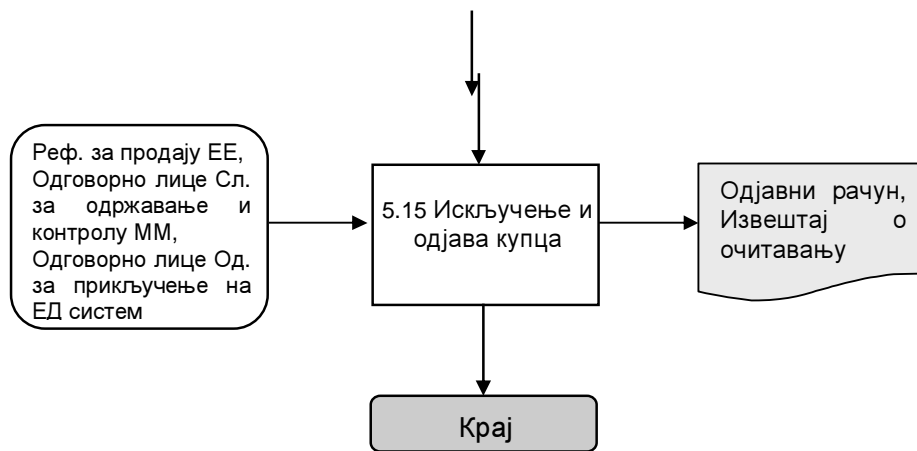 Реф. за продају ЕЕ,
Одговорно лице Сл.
за одржавање и
контролу ММ,
Одговорно лице Од.
за прикључење на
ЕД систем
5.15 Искључење и
одјава купца
Одјавни рачун,
Извештај о
очитавању
Крај